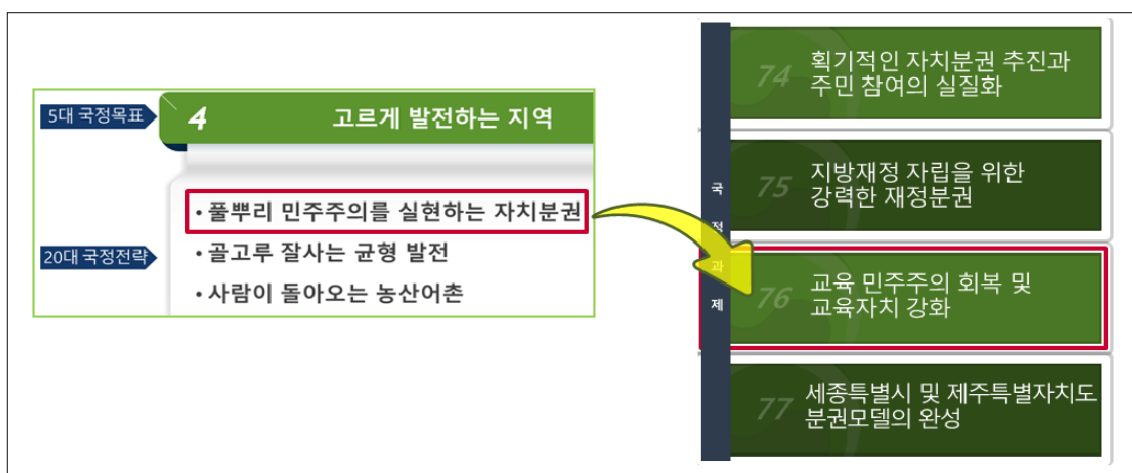 5대 국정목표
4 고르게 발전하는 지역
20대 국정전략
• 풀뿌리 민주주의를 실현하는 자치분권
• 골고루 잘사는 균형 발전
• 사람이 돌아오는 농산어촌
국
정
과
제
74 획기적인 자치분권 추진과
주민 참여의 실질화
75 지방재정 자립을 위한
강력한 재정분권
76 교육 민주주의 회복 및
교육자치 강화
77 세종특별시 및 제주특별자치도
분권모델의 완성